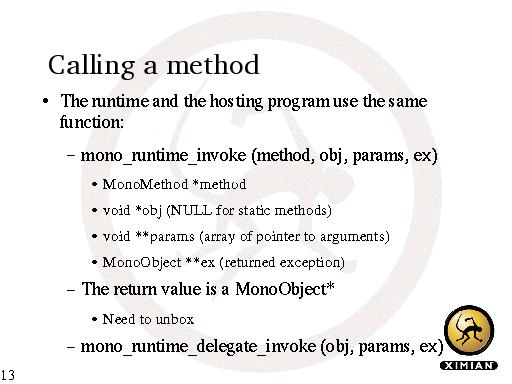 Calling a method
• The runtime and the hosting program use the same
function:
– mono_runtime_invoke (method, obj, params, ex)
• MonoMethod *method
• void *obj (NULL for static methods)
• void **params (array of pointer to arguments)
• MonoObject **ex (returned exception)
– The return value is a MonoObject*
• Need to unbox
– mono_runtime_delegate_invoke (obj, params, ex)
XIMIAN
13